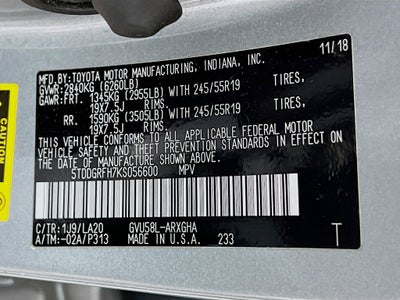 11/18
MFD.BY:TOYOTA MOTOR MANUFACTURING, INDIANA, INC.
GVWR: 2840KG (6260LB)
GAWR:FRT. 1345KG (2955LB) WITH 245/55R19 TIRES,
19X7.5J RIMS.
RR. 1590KG (3505LB) WITH 245/55R19 TIRES,
19X7.5J RIMS.
THIS VEHICLE CONFORMS TO ALL APPLICABLE FEDERAL MOTOR
VEHICLE SAFETY, BUMPER, AND THEFT PREVENTION STANDARDS IN EFFECT
ON THE DATE OF MANUFACTURE SHOWN ABOVE.
5TDDGRFH7KS056600 MPV
C/TR:1J9/LA20 GVU58L-ARXGHA
A/TM:-02A/P313 MADE IN U.S.A. 233 T
CAUTION